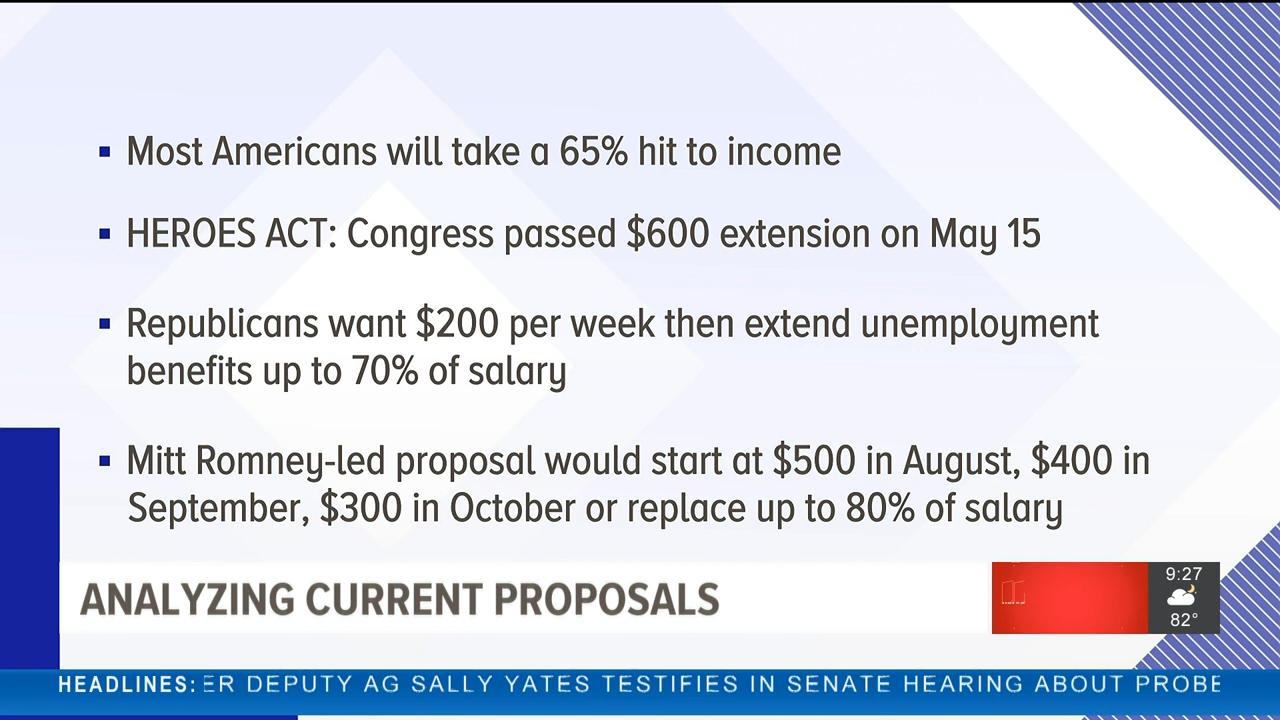 ▪ Most Americans will take a 65% hit to income
▪ HEROES ACT: Congress passed $600 extension on May 15
▪ Republicans want $200 per week then extend unemployment
benefits up to 70% of salary
▪ Mitt Romney-led proposal would start at $500 in August, $400 in
September, $300 in October or replace up to 80% of salary
ANALYZING CURRENT PROPOSALS
9:27
82°
HEADLINES: ER DEPUTY AG SALLY YATES TESTIFIES IN SENATE HEARING ABOUT PROBE